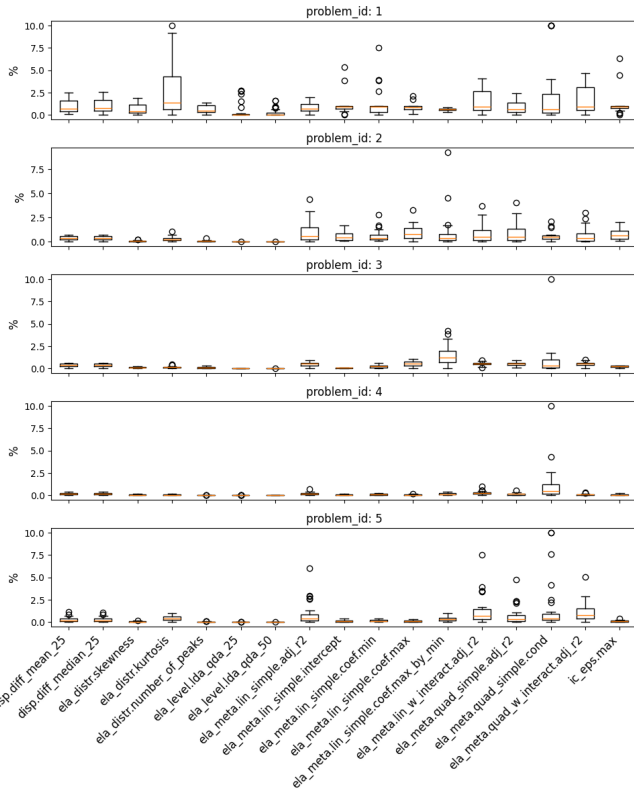 problem_id: 1
10.0
7.5
5.0
2.5
0.0
%
problem_id: 2
7.5
5.0
2.5
0.0
%
problem_id: 3
10.0
7.5
5.0
2.5
0.0
%
problem_id: 4
10.0
7.5
5.0
2.5
0.0
%
problem_id: 5
10.0
7.5
5.0
2.5
0.0
%
disp.diff_mean_25
disp.diff_median_25
ela_distr.skewness
ela_distr.kurtosis
ela_distr.number_of_peaks
ela_level.lda_qda_25
ela_level.lda_qda_50
ela_meta.lin_simple.adj_r2
ela_meta.lin_simple.intercept
ela_meta.lin_simple.coef.min
ela_meta.lin_simple.coef.max
ela_meta.lin_simple.coef.max_by_min
ela_meta.lin_w_interact.adj_r2
ela_meta.quad_simple.adj_r2
ela_meta.quad_simple.cond
ela_meta.quad_w_interact.adj_r2
ic_eps.max